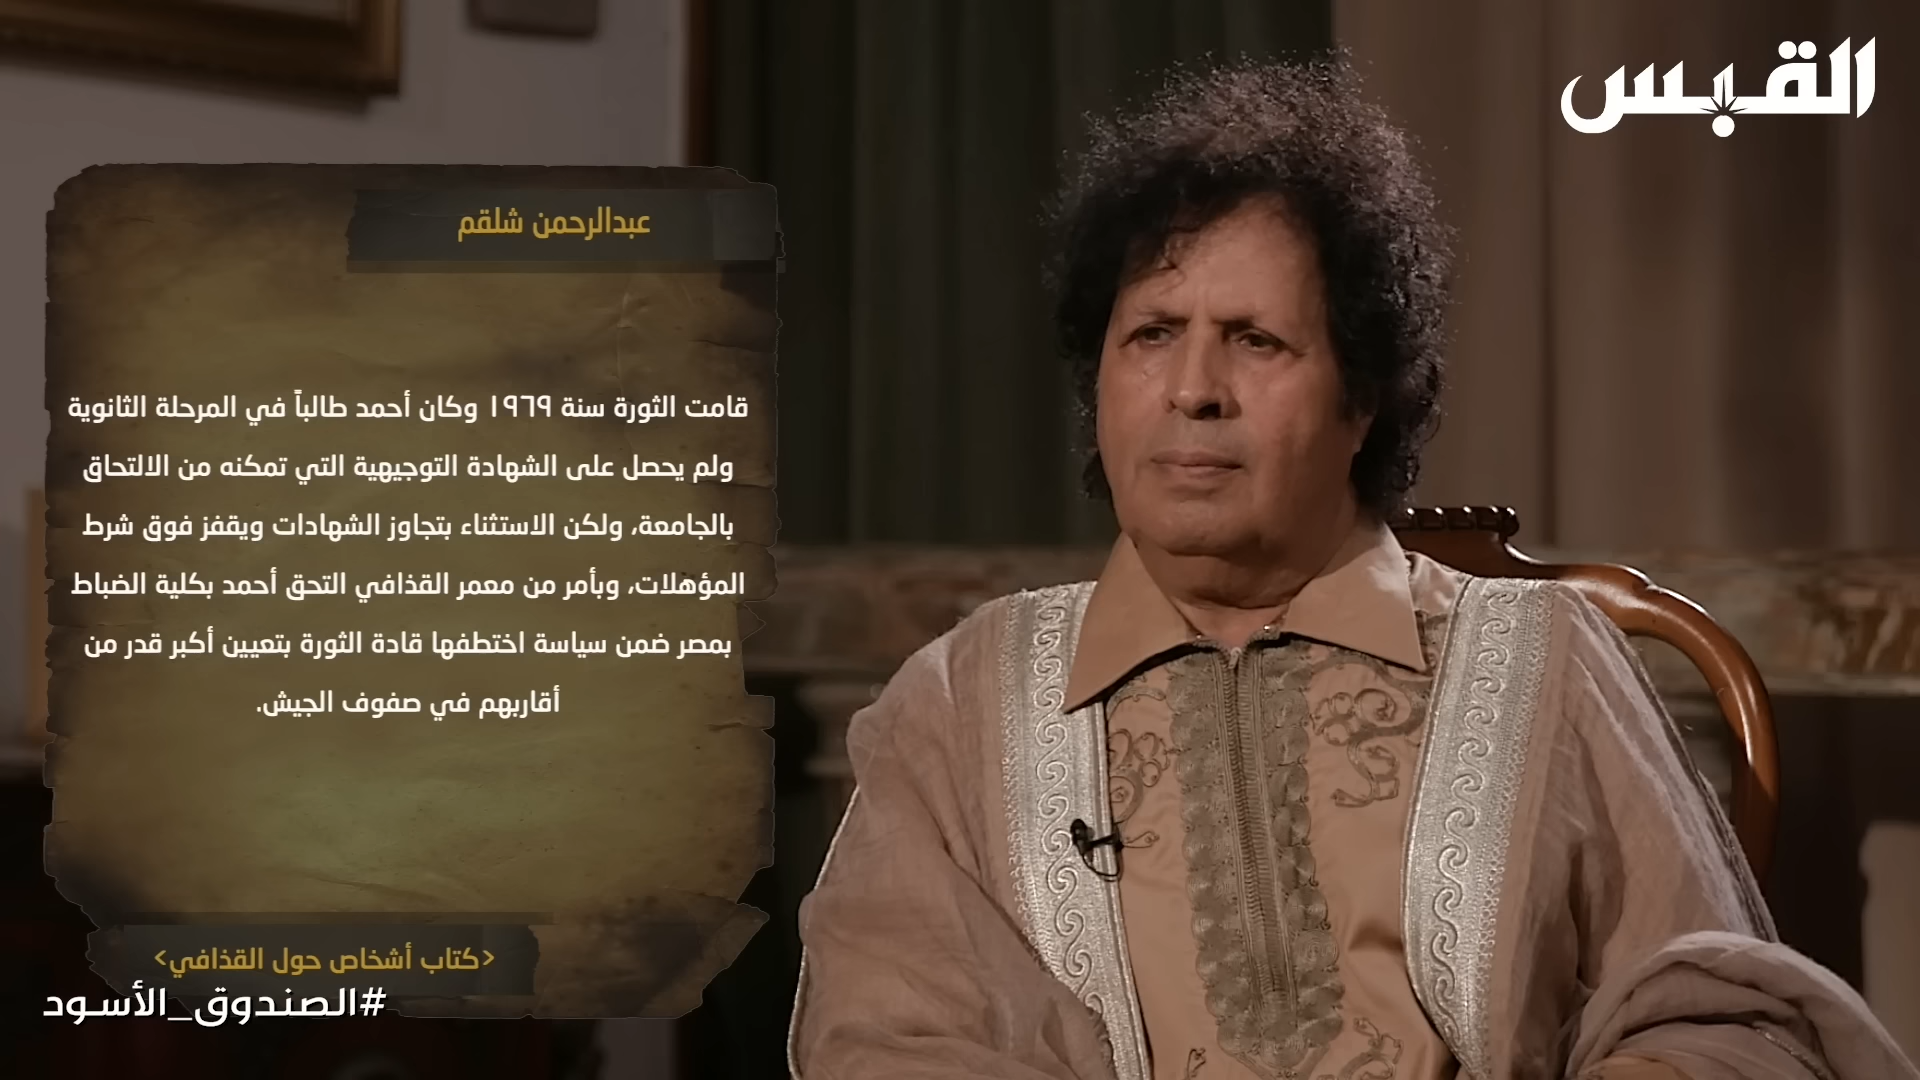 القبس
عبدالرحمن شلقم
قامت الثورة سنة ١٩٦٩ وكان أحمد طالباً في المرحلة الثانوية
ولم يحصل على الشهادة التوجيهية التي تمكنه من الالتحاق
بالجامعة، ولكن الاستثناء بتجاوز الشهادات ويقفز فوق شرط
المؤهلات، وبأمر من معمر القذافي التحق أحمد بكلية الضباط
بمصر ضمن سياسة اختطفها قادة الثورة بتعيين أكبر قدر من
أقاربهم في صفوف الجيش.
<كتاب أشخاص حول القذافي>
#الصندوق_الأسود